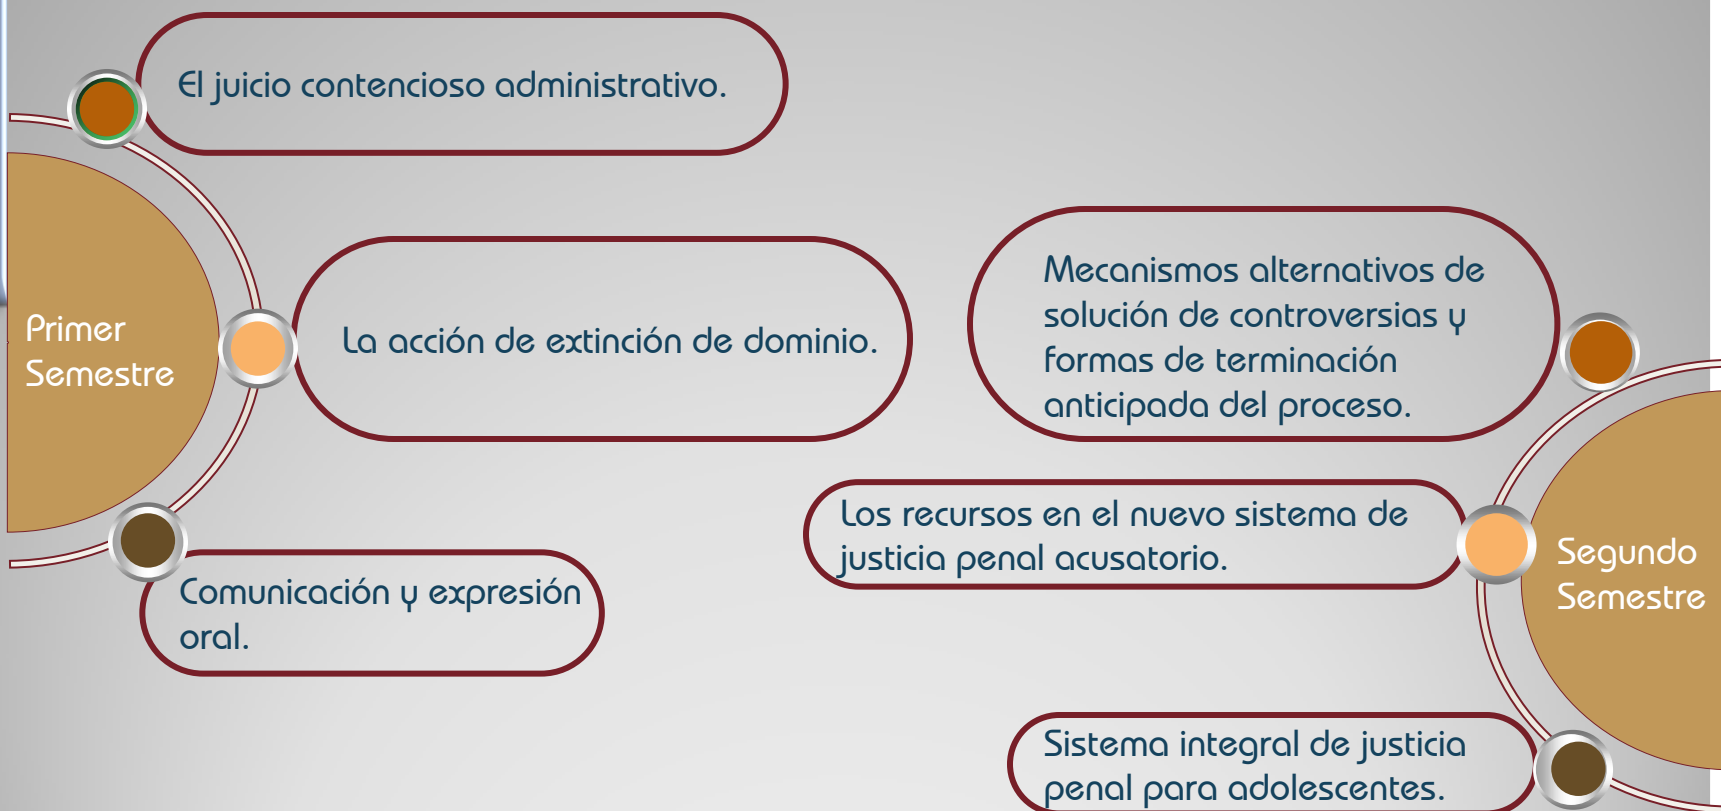 El juicio contencioso administrativo.
Primer
Semestre
La acción de extinción de dominio.
Comunicación y expresión
oral.
Mecanismos alternativos de
solución de controversias y
formas de terminación
anticipada del proceso.
Los recursos en el nuevo sistema de
justicia penal acusatorio.
Segundo
Semestre
Sistema integral de justicia
penal para adolescentes.